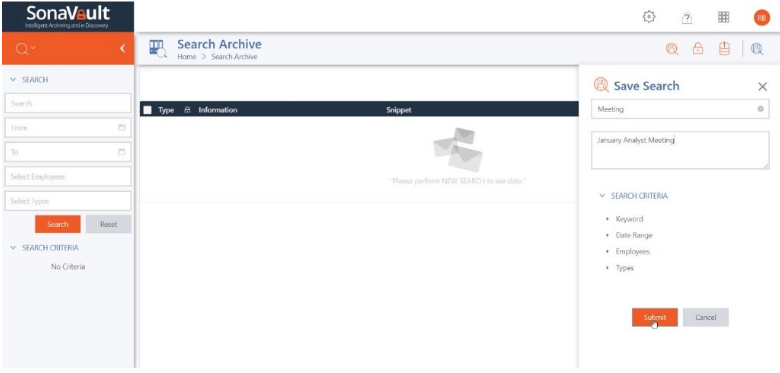 SonaVault
Intelligent Archiving and e-Discovery
RB
Search Archive
Home > Search Archive
SEARCH
Search
From
To
Select Employees
Select Types
Search Reset
SEARCH CRITERIA
No Criteria
Type Information Snippet
"Please perform NEW SEARCH to see data."
Save Search
Meeting
January Analyst Meeting
SEARCH CRITERIA
Keyword
Date Range
Employees
Types
Submit Cancel